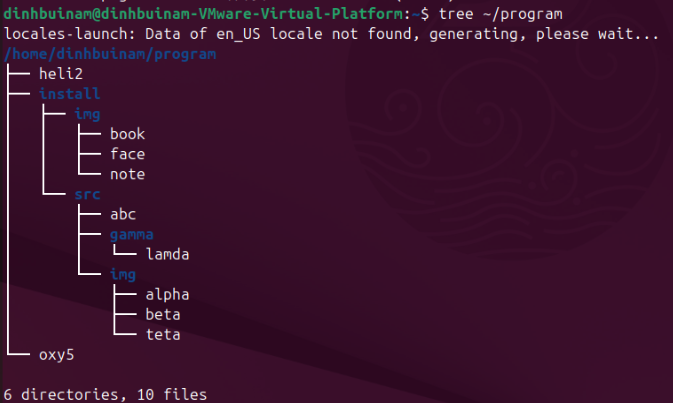 dinhbuinam@dinhbuinam-VMware-Virtual-Platform:~$ tree ~/program
locales-launch: Data of en_US locale not found, generating, please wait...
/home/dinhbuinam/program
├── heli2
├── install
│   ├── img
│   │   ├── book
│   │   ├── face
│   │   └── note
│   └── src
│       ├── abc
│       ├── gamma
│       │   └── lamda
│       └── img
│           ├── alpha
│           ├── beta
│           └── teta
└── oxy5
6 directories, 10 files